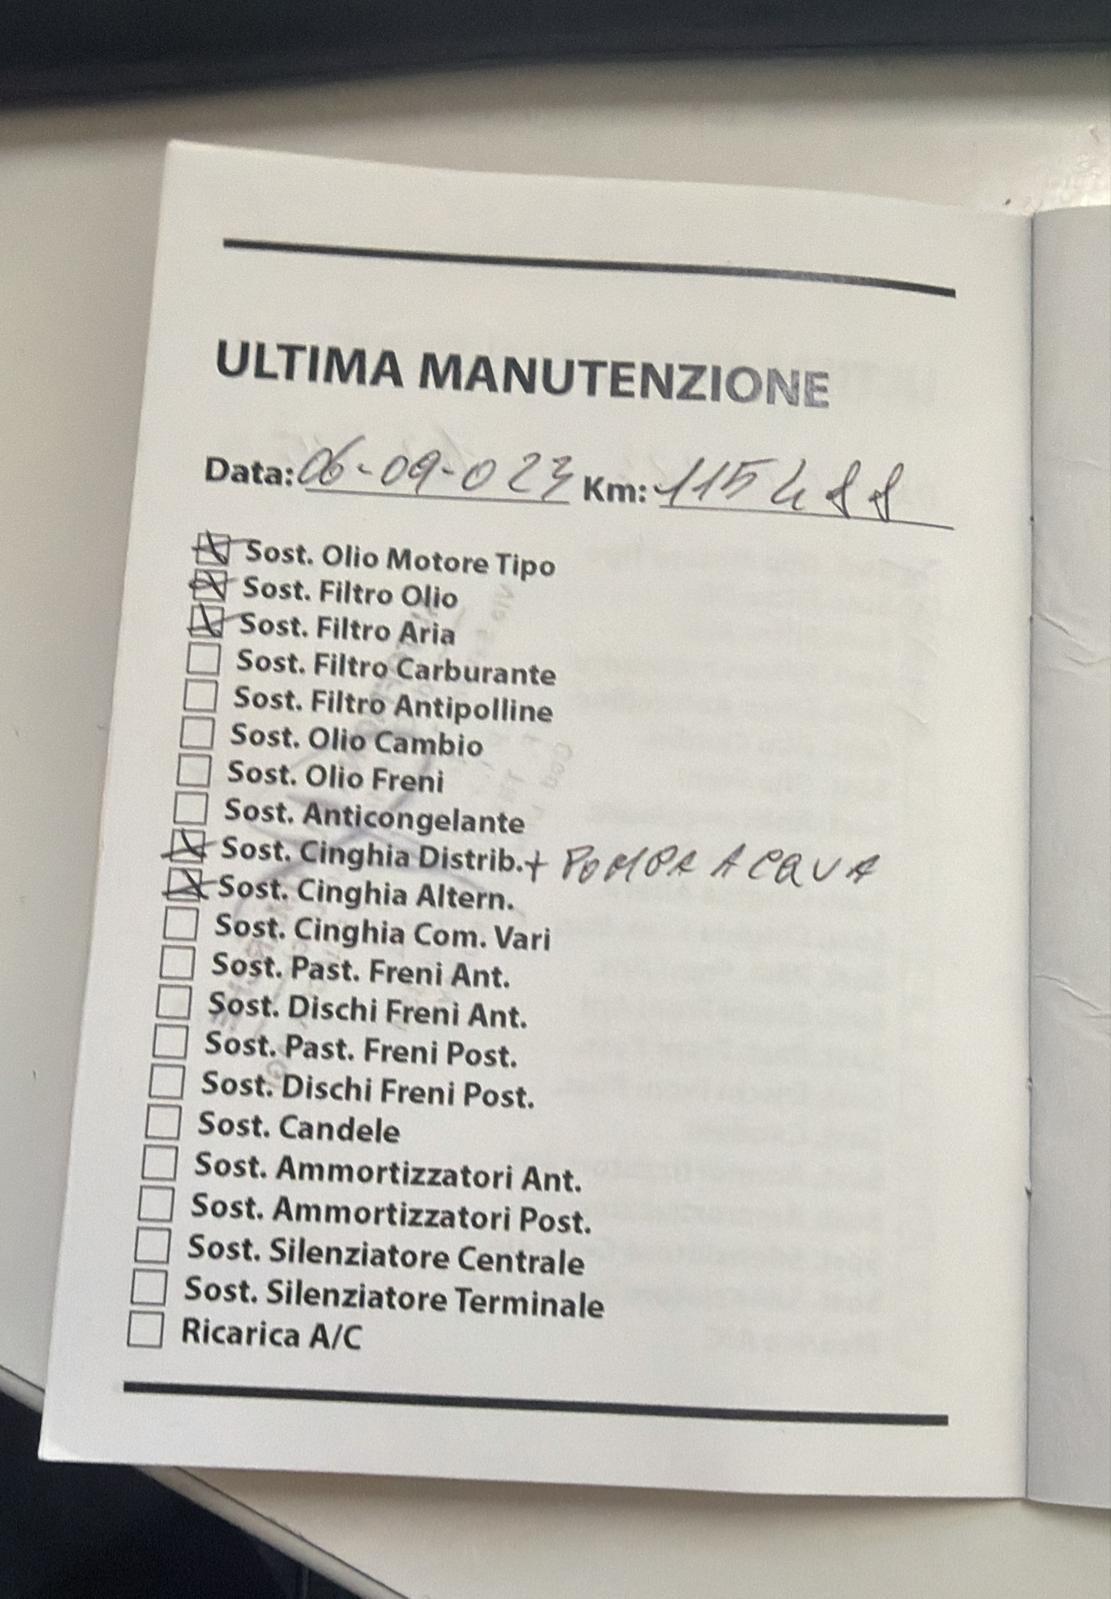 ULTIMA MANUTENZIONE
Data: 06-09-023 Km: 115488
Sost. Olio Motore Tipo
Sost. Filtro Olio
Sost. Filtro Aria
Sost. Filtro Carburante
Sost. Filtro Antipolline
Sost. Olio Cambio
Sost. Olio Freni
Sost. Anticongelante
Sost. Cinghia Distrib.+ POMPA ACQUA
Sost. Cinghia Altern.
Sost. Cinghia Com. Vari
Sost. Past. Freni Ant.
Sost. Dischi Freni Ant.
Sost. Past. Freni Post.
Sost. Dischi Freni Post.
Sost. Candele
Sost. Ammortizzatori Ant.
Sost. Ammortizzatori Post.
Sost. Silenziatore Centrale
Sost. Silenziatore Terminale
Ricarica A/C